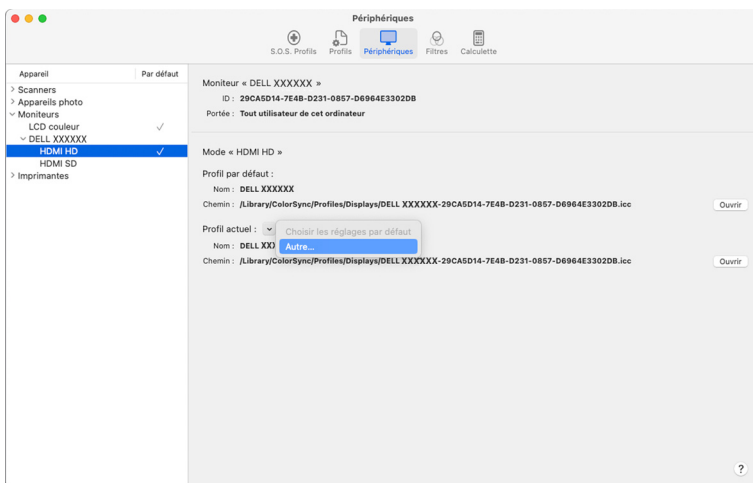 Périphériques
S.O.S. Profils Profils Périphériques Filtres Calculette
Appareil Par défaut
Scanners
Appareils photo
Moniteurs
LCD couleur
DELL XXXXXX
HDMI HD
HDMI SD
Imprimantes
Moniteur « DELL XXXXXX »
ID : 29CA5D14-7E4B-D231-0857-D6964E3302DB
Portée : Tout utilisateur de cet ordinateur
Mode « HDMI HD »
Profil par défaut :
Nom : DELL XXXXXX
Chemin : /Library/ColorSync/Profiles/Displays/DELL XXXXXX-29CA5D14-7E4B-D231-0857-D6964E3302DB.icc Ouvrir
Profil actuel :
Choisir les réglages par défaut
Autre...
Nom : DELL XX
Chemin : /Library/ColorSync/Profiles/Displays/DELL XXXXXX-29CA5D14-7E4B-D231-0857-D6964E3302DB.icc Ouvrir
?